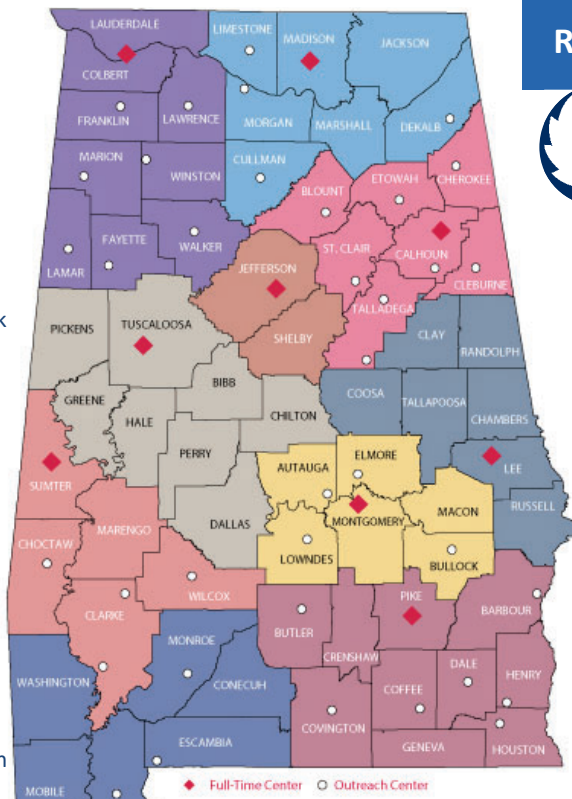 LAUDERDALE
LIMESTONE
MADISON
JACKSON
R
COLBERT
FRANKLIN
LAWRENCE
MORGAN
MARSHALL
DEKALB
MARION
WINSTON
CULLMAN
BLOUNT
ETOWAH
CHEROKEE
LAMAR
FAYETTE
WALKER
JEFFERSON
ST. CLAIR
CALHOUN
CLEBURNE
TALLADEGA
k
PICKENS
TUSCALOOSA
SHELBY
CLAY
RANDOLPH
GREENE
HALE
BIBB
CHILTON
COOSA
TALLAPOOSA
CHAMBERS
PERRY
AUTAUGA
ELMORE
LEE
SUMTER
MARENGO
DALLAS
MONTGOMERY
MACON
RUSSELL
CHOCTAW
LOWNDES
BULLOCK
CLARKE
WILCOX
PIKE
BARBOUR
BUTLER
CRENSHAW
MONROE
WASHINGTON
CONECUH
COFFEE
DALE
HENRY
COVINGTON
ESCAMBIA
GENEVA
HOUSTON
n
MOBILE
Full-Time Center
Outreach Center